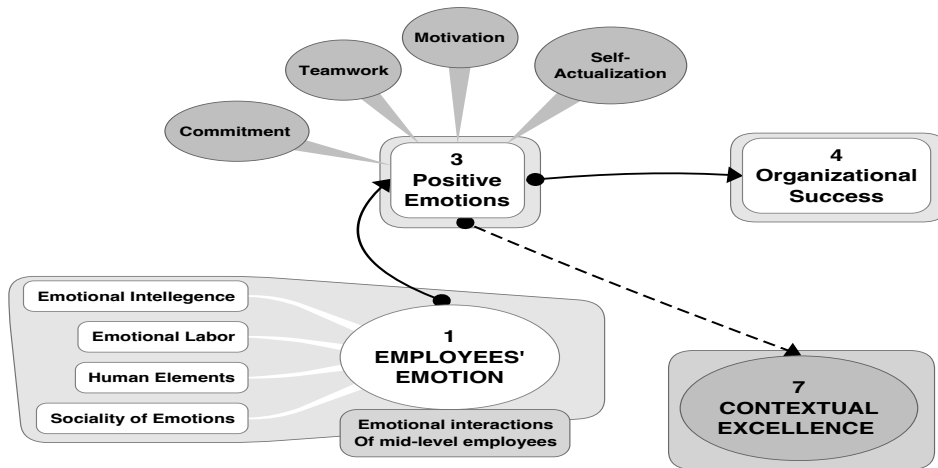 Motivation
Self-
Actualization
Teamwork
Commitment
3
Positive
Emotions
4
Organizational
Success
Emotional Intellegence
Emotional Labor
Human Elements
Sociality of Emotions
1
EMPLOYEES'
EMOTION
Emotional interactions
Of mid-level employees
7
CONTEXTUAL
EXCELLENCE